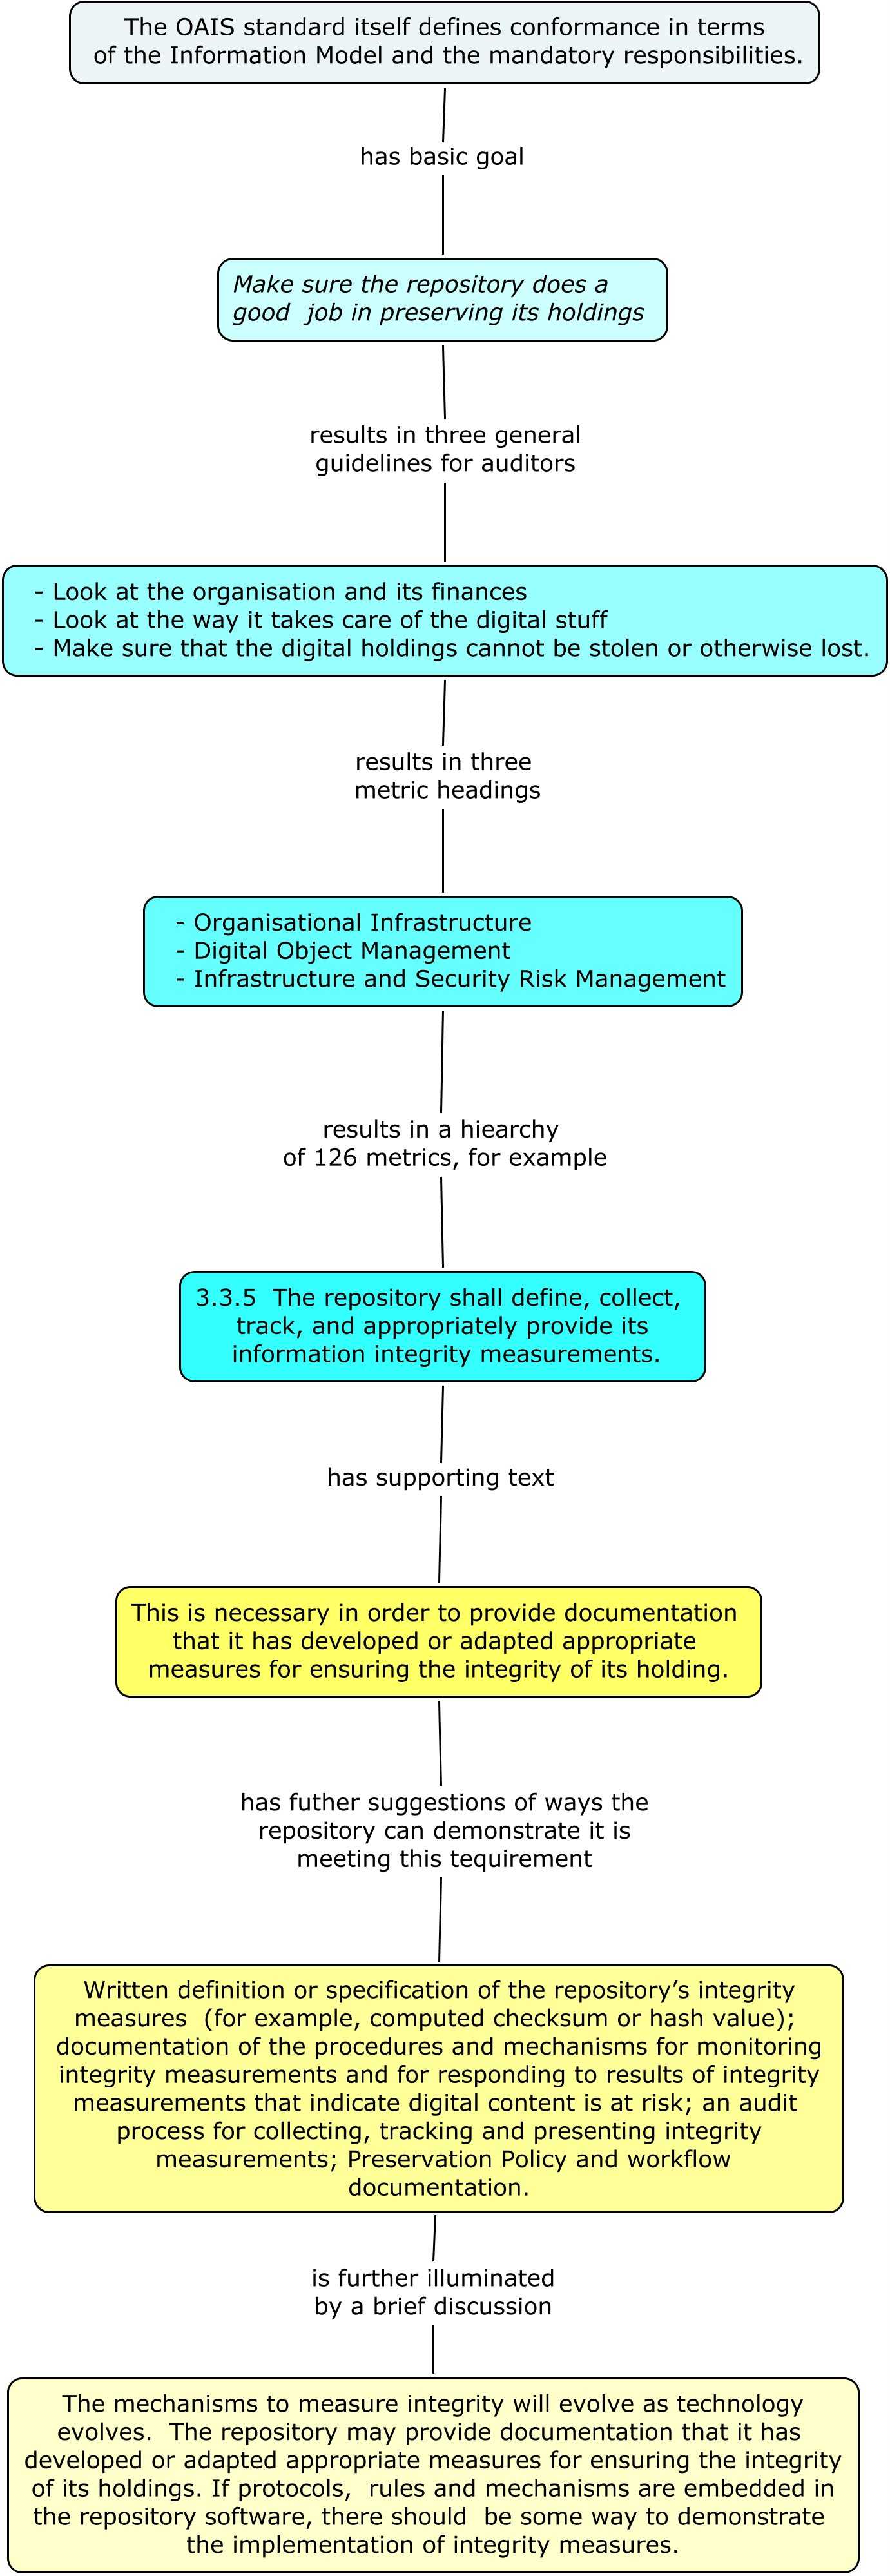 The OAIS standard itself defines conformance in terms
of the Information Model and the mandatory responsibilities.
has basic goal
Make sure the repository does a
good  job in preserving its holdings
results in three general
guidelines for auditors
- Look at the organisation and its finances
- Look at the way it takes care of the digital stuff
- Make sure that the digital holdings cannot be stolen or otherwise lost.
results in three
metric headings
- Organisational Infrastructure
- Digital Object Management
- Infrastructure and Security Risk Management
results in a hiearchy
of 126 metrics, for example
3.3.5  The repository shall define, collect,
track, and appropriately provide its
information integrity measurements.
has supporting text
This is necessary in order to provide documentation
that it has developed or adapted appropriate
measures for ensuring the integrity of its holding.
has futher suggestions of ways the
repository can demonstrate it is
meeting this tequirement
Written definition or specification of the repository’s integrity
measures  (for example, computed checksum or hash value);
documentation of the procedures and mechanisms for monitoring
integrity measurements and for responding to results of integrity
measurements that indicate digital content is at risk; an audit
process for collecting, tracking and presenting integrity
measurements; Preservation Policy and workflow
documentation.
is further illuminated
by a brief discussion
The mechanisms to measure integrity will evolve as technology
evolves.  The repository may provide documentation that it has
developed or adapted appropriate measures for ensuring the integrity
of its holdings. If protocols,  rules and mechanisms are embedded in
the repository software, there should  be some way to demonstrate
the implementation of integrity measures.